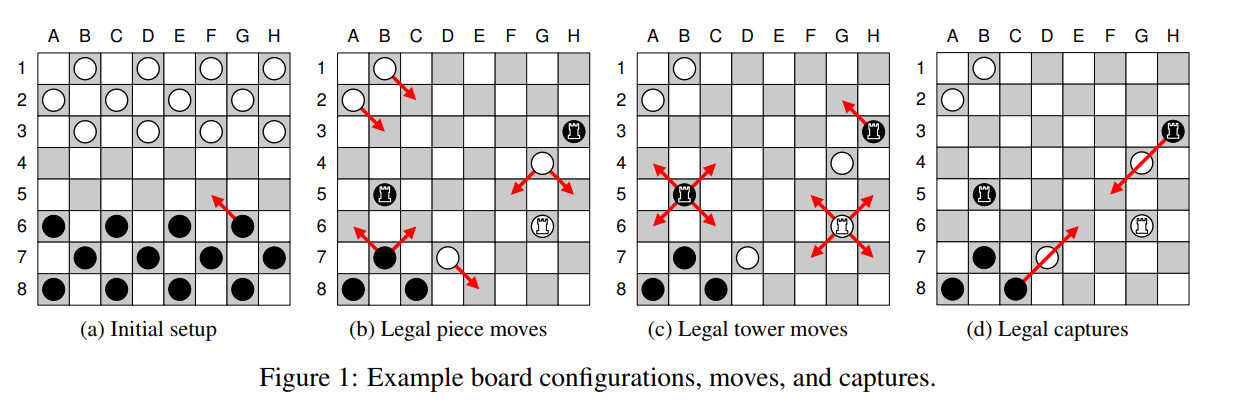 A B C D E F G H A B C D E F G H A B C D E F G H A B C D E F G H
1 1 1 1
2 2 2 2
3 3 3 3
4 4 4 4
5 5 5 5
6 6 6 6
7 7 7 7
8 8 8 8
(a) Initial setup (b) Legal piece moves (c) Legal tower moves (d) Legal captures
Figure 1: Example board configurations, moves, and captures.